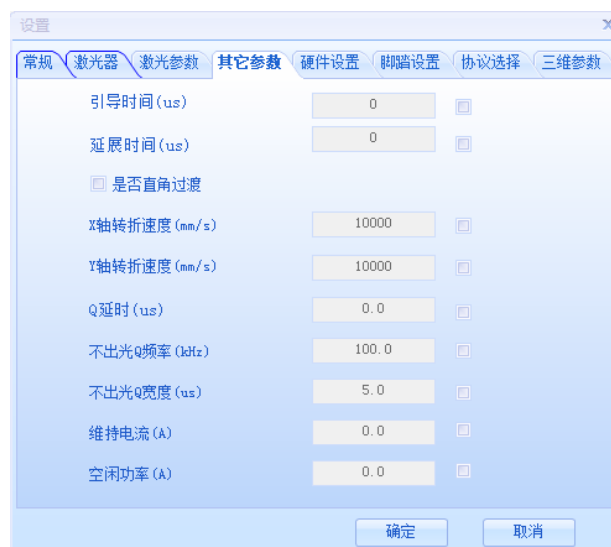 设置
常规 激光器 激光参数 其它参数 硬件设置 脚踏设置 协议选择 三维参数
引导时间(us) 0
延展时间(us) 0
是否直角过渡
X轴转折速度(mm/s) 10000
Y轴转折速度(mm/s) 10000
Q延时(us) 0.0
不出光Q频率(kHz) 100.0
不出光Q宽度(us) 5.0
维持电流(A) 0.0
空闲功率(A) 0.0
确定 取消